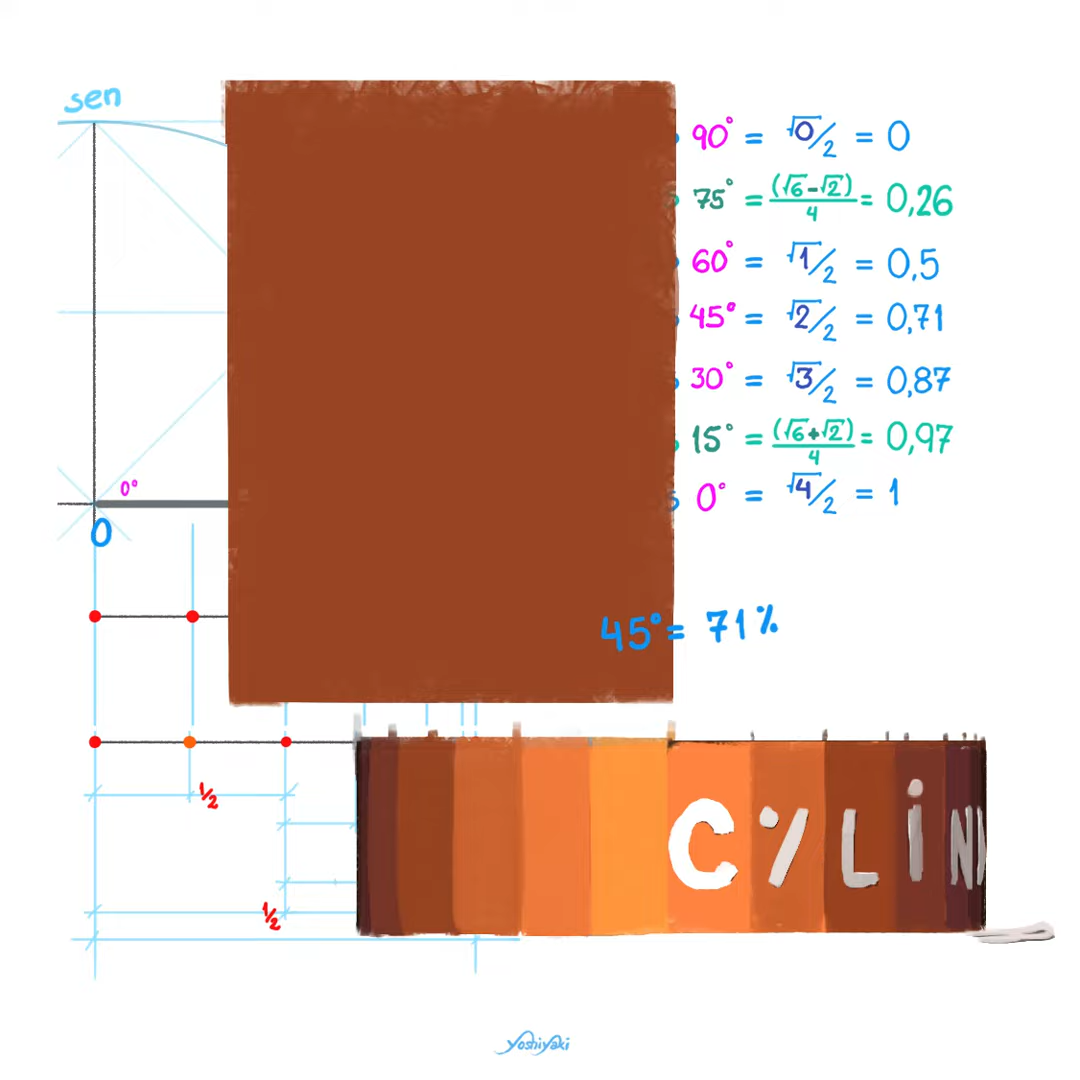 sen
90° = √0/2 = 0
75° = (√6-√2)/4 = 0,26
60° = √1/2 = 0,5
45° = √2/2 = 0,71
30° = √3/2 = 0,87
15° = (√6+√2)/4 = 0,97
0° = √4/2 = 1
0°
0
45° = 71%
1/2
C%LiN
1/2
yoshiyaki